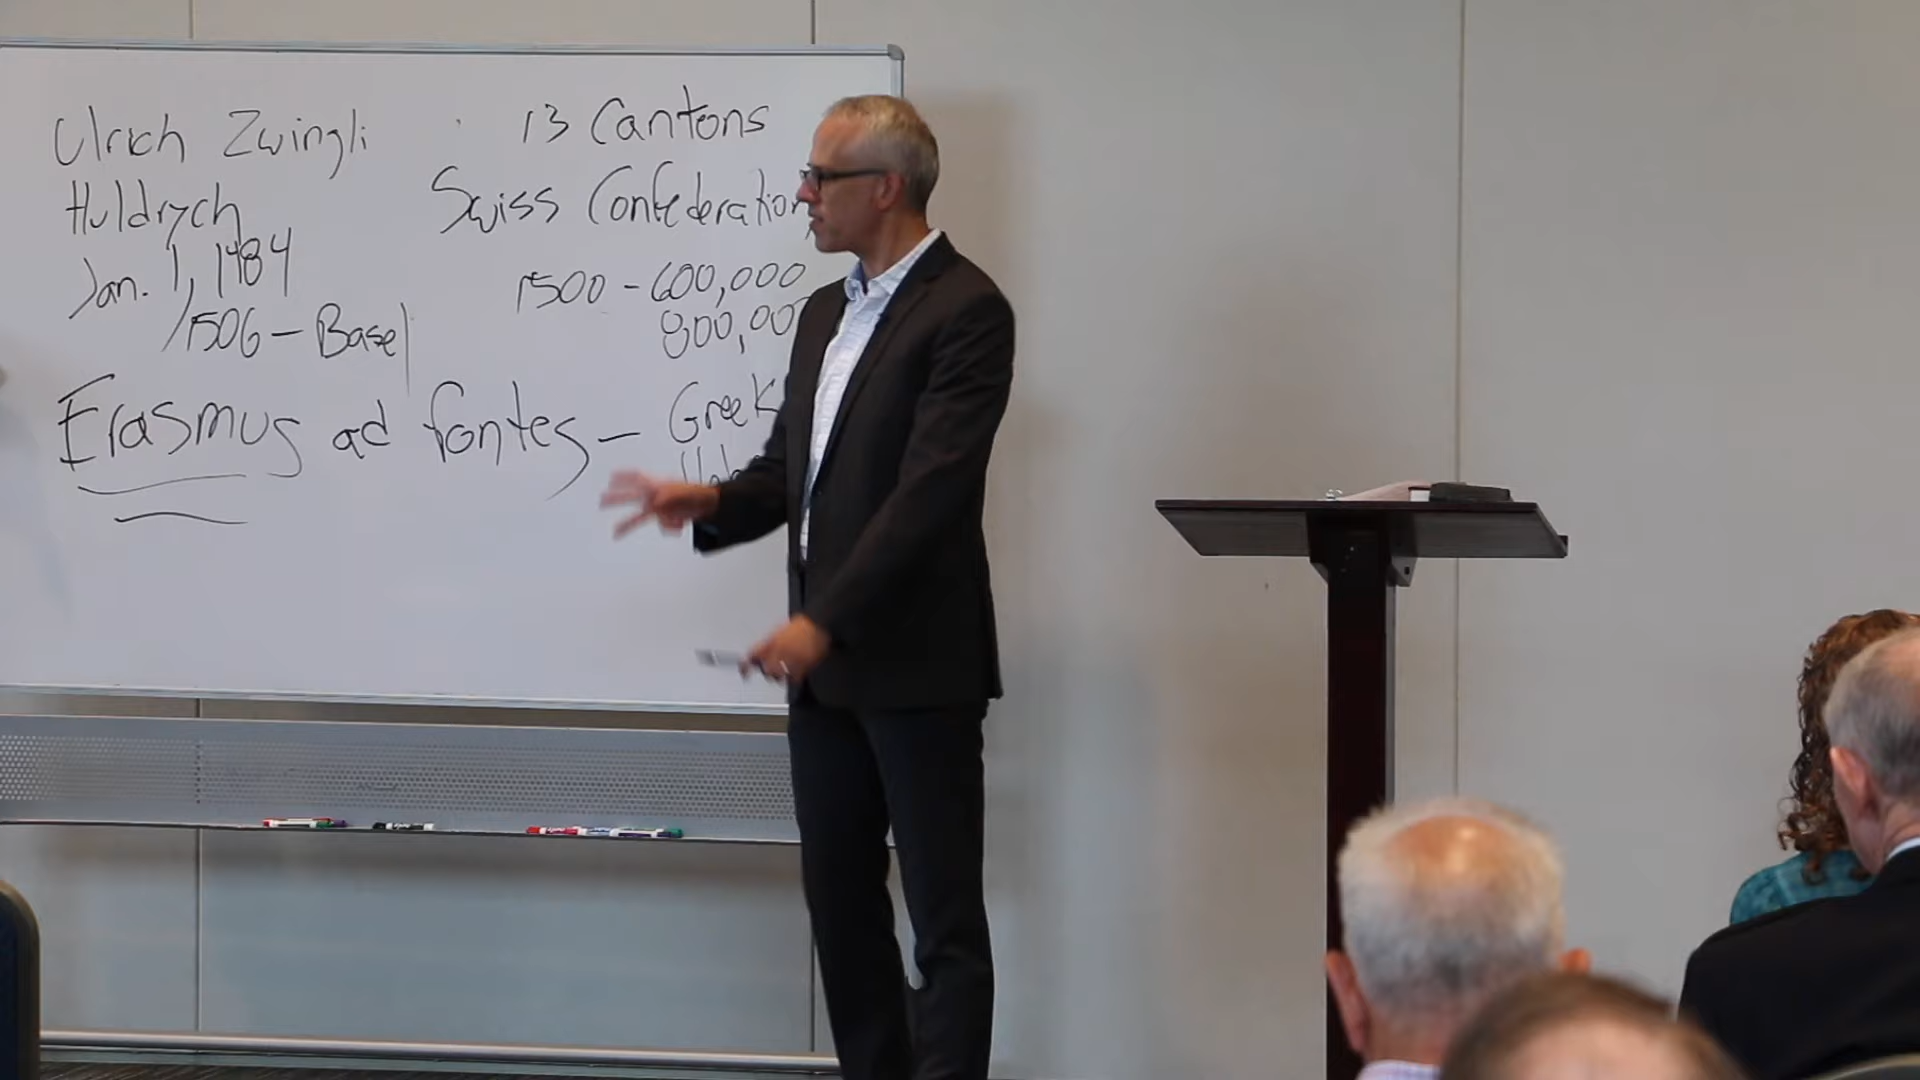 Ulrich Zwingli
Huldrych
Jan. 1, 1484
1506 - Basel
13 Cantons
Swiss Confederation
1500 - 600,000
800,00
Erasmus ad fontes - Greek